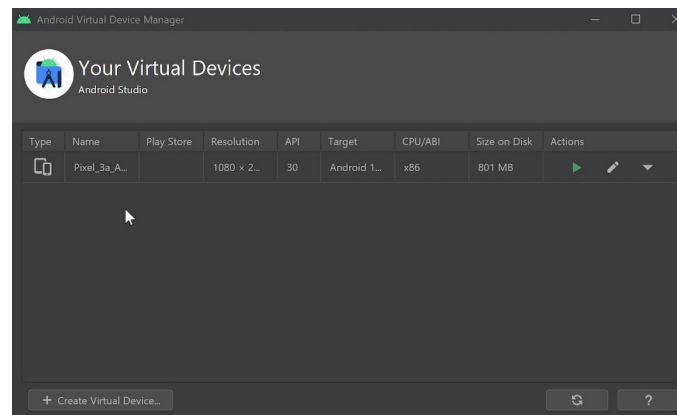 Android Virtual Device Manager
Your Virtual Devices
Android Studio
Type Name Play Store Resolution API Target CPU/ABI Size on Disk Actions
Pixel_3a_A... 1080 × 2... 30 Android 1... x86 801 MB
+ Create Virtual Device...
?